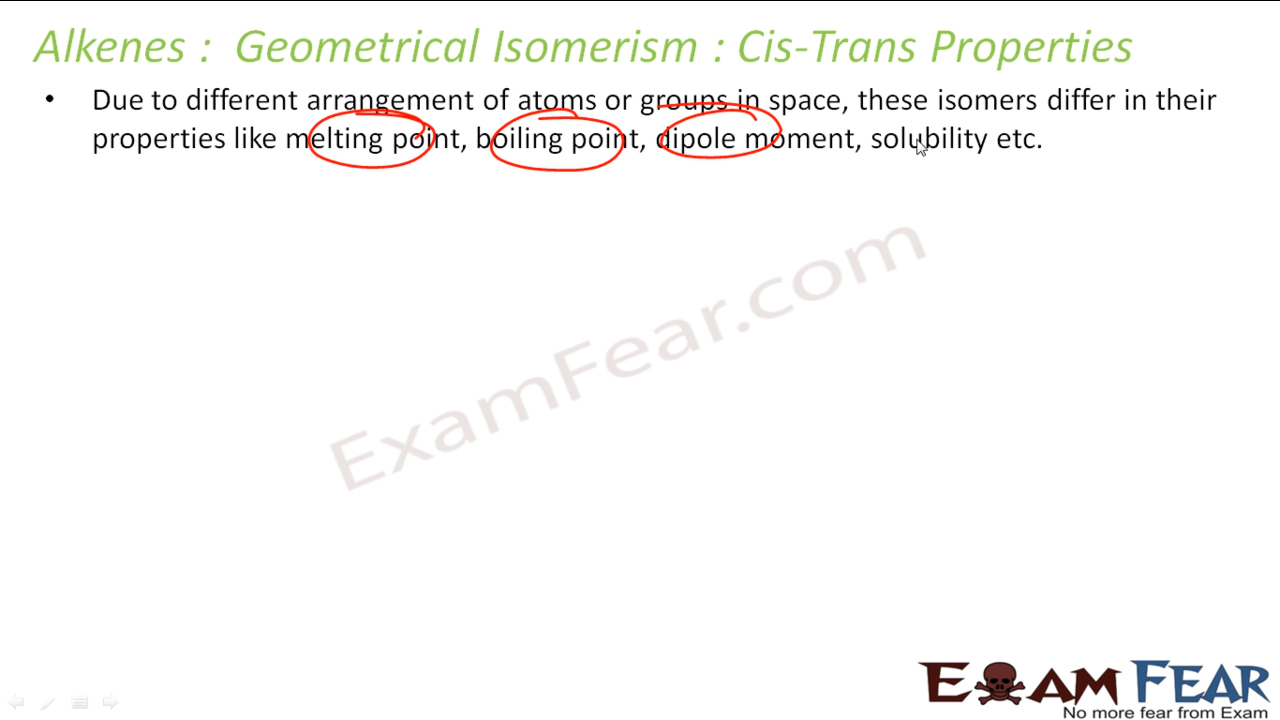 Alkenes : Geometrical Isomerism : Cis-Trans Properties
• Due to different arrangement of atoms or groups in space, these isomers differ in their
properties like melting point, boiling point, dipole moment, solubility etc.
ExamFear.com
EXAM FEAR
No more fear from Exam